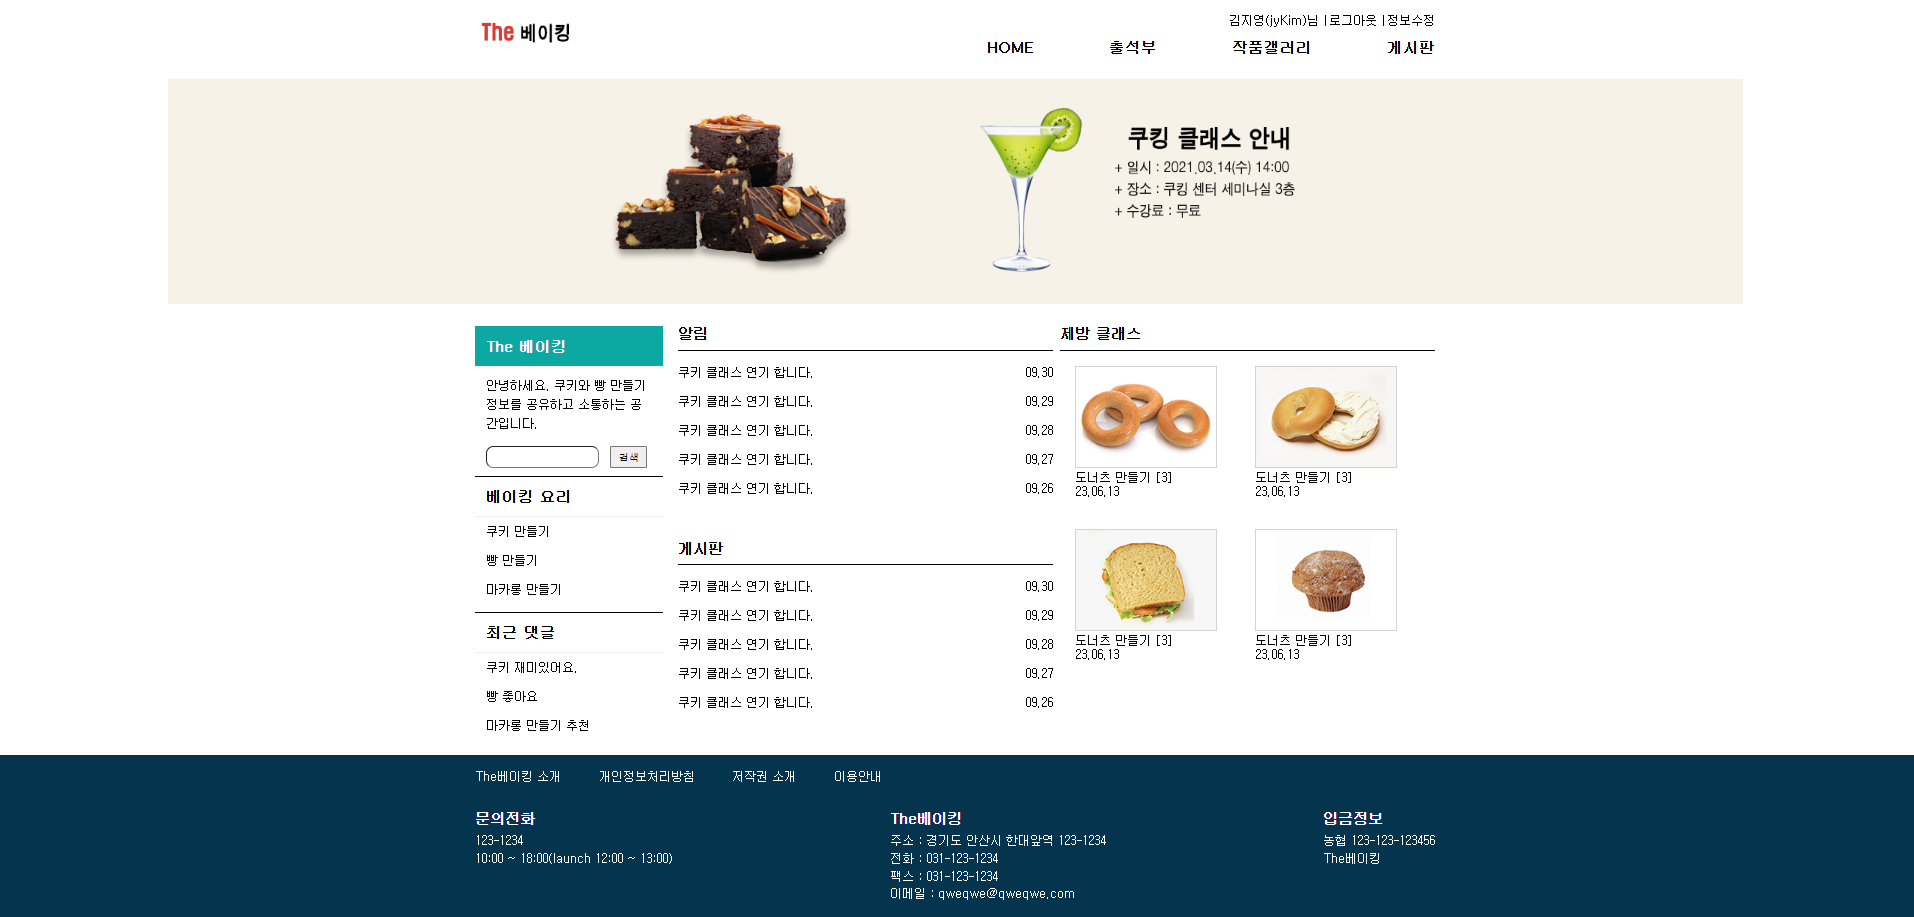 The 베이킹
김지영(jyKim)님 |로그아웃 |정보수정
HOME 출석부 작품갤러리 게시판
쿠킹 클래스 안내
+ 일시 : 2021.03.14(수) 14:00
+ 장소 : 쿠킹 센터 세미나실 3층
+ 수강료 : 무료
The 베이킹
안녕하세요. 쿠키와 빵 만들기
정보를 공유하고 소통하는 공
간입니다.
검색
베이킹 요리
쿠키 만들기
빵 만들기
마카롱 만들기
최근 댓글
쿠키 재미있어요.
빵 좋아요
마카롱 만들기 추천
알림
쿠키 클래스 연기 합니다. 09.30
쿠키 클래스 연기 합니다. 09.29
쿠키 클래스 연기 합니다. 09.28
쿠키 클래스 연기 합니다. 09.27
쿠키 클래스 연기 합니다. 09.26
게시판
쿠키 클래스 연기 합니다. 09.30
쿠키 클래스 연기 합니다. 09.29
쿠키 클래스 연기 합니다. 09.28
쿠키 클래스 연기 합니다. 09.27
쿠키 클래스 연기 합니다. 09.26
제방 클래스
도너츠 만들기 [3]
23.06.13
도너츠 만들기 [3]
23.06.13
도너츠 만들기 [3]
23.06.13
도너츠 만들기 [3]
23.06.13
The베이킹 소개 개인정보처리방침 저작권 소개 이용안내
문의전화
123-1234
10:00 ~ 18:00(launch 12:00 ~ 13:00)
The베이킹
주소 : 경기도 안산시 한대앞역 123-1234
전화 : 031-123-1234
팩스 : 031-123-1234
이메일 : qweqwe@qweqwe.com
입금정보
농협 123-123-123456
The베이킹